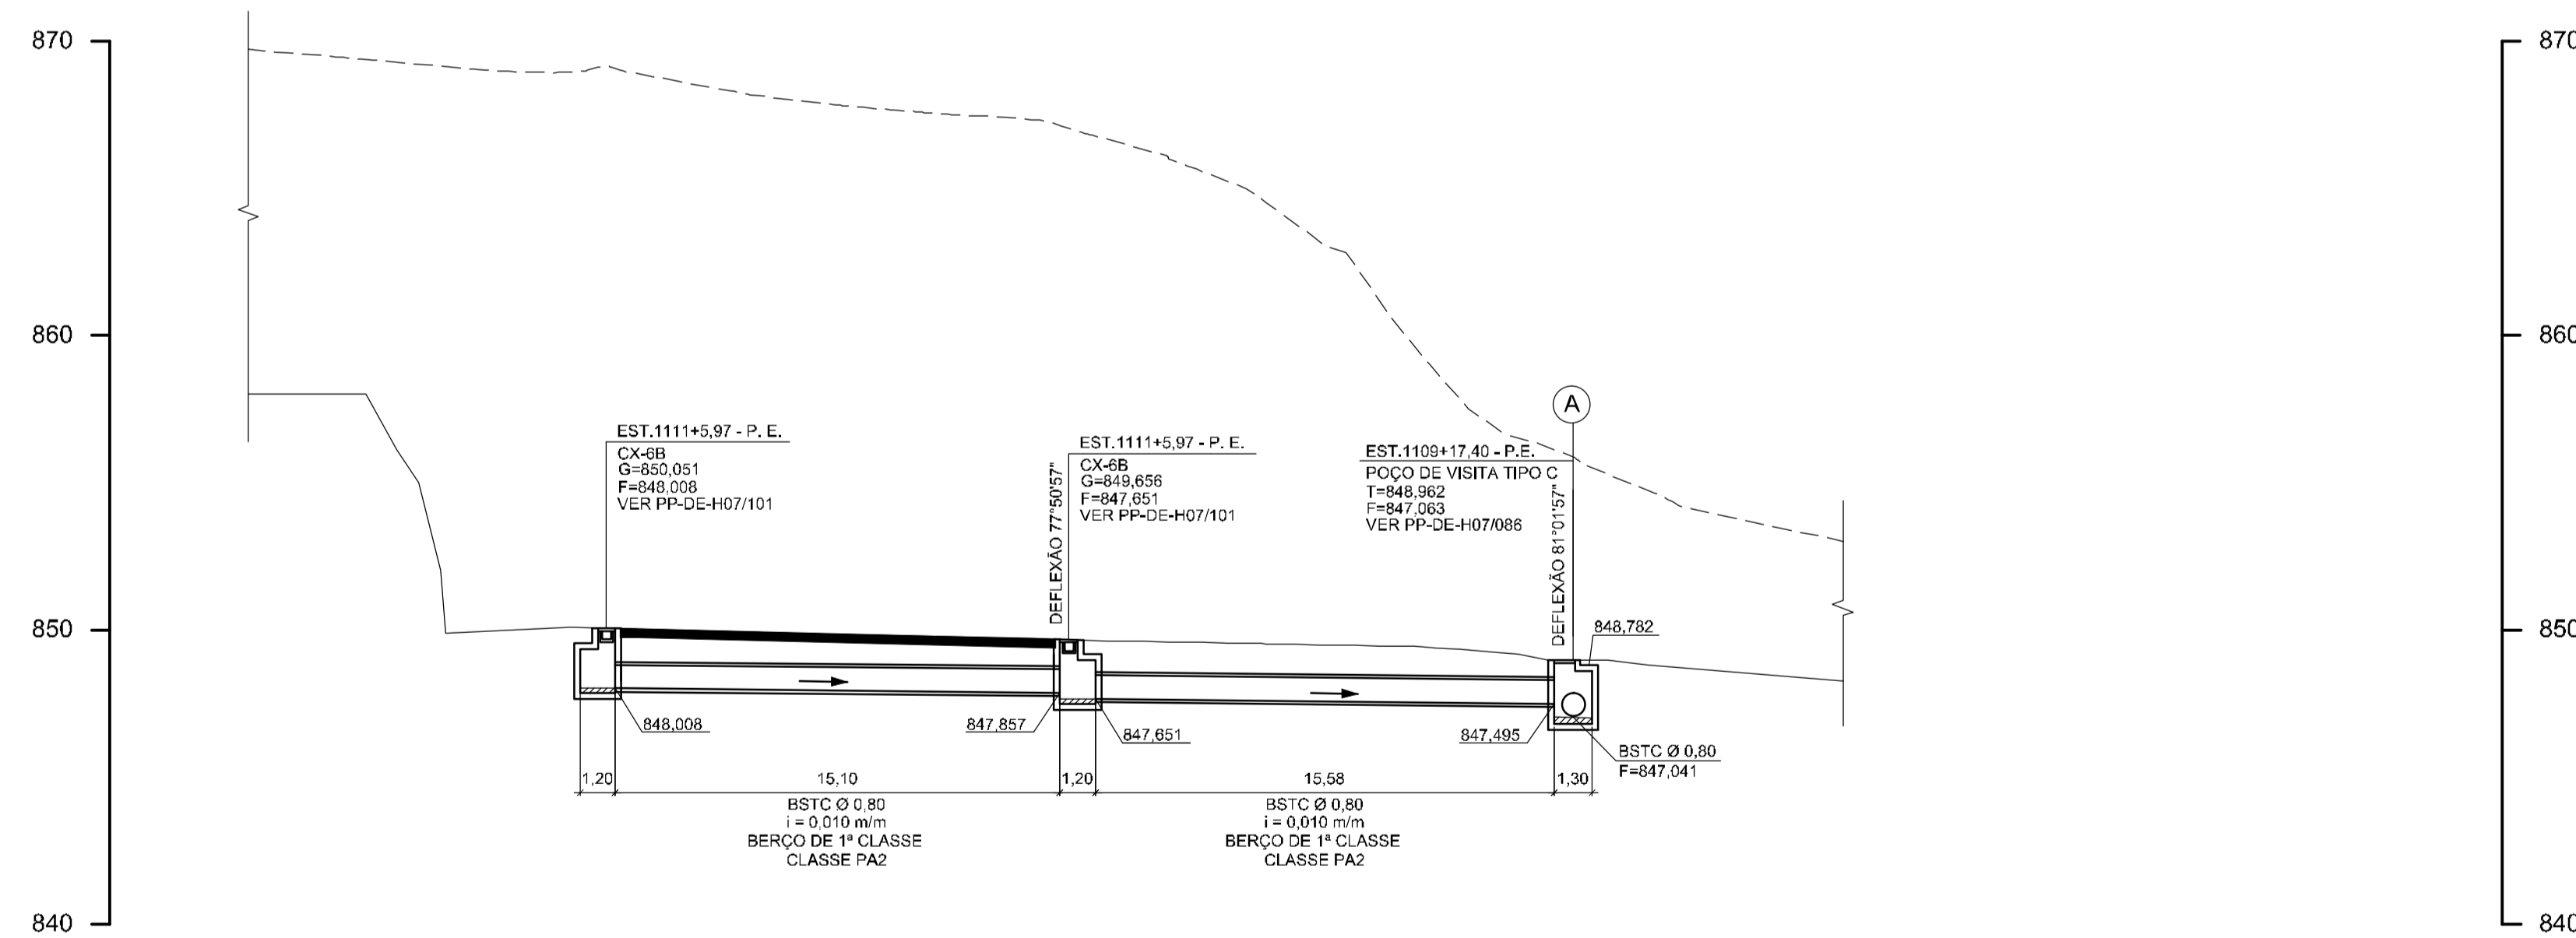 870
860
850
840
EST.1111+5,97 - P. E.
CX-6B
G=850,051
F=848,008
VER PP-DE-H07/101
DEFLEXÃO 77°50'57"
EST.1111+5,97 - P. E.
CX-6B
G=849,656
F=847,651
VER PP-DE-H07/101
A
EST.1109+17,40 - P.E.
POÇO DE VISITA TIPO C
T=848,962
F=847,063
VER PP-DE-H07/086
DEFLEXÃO 81°01'57"
848,782
848,008
847,857
847,651
847,495
BSTC Ø 0,80
F=847,041
1,20
15,10
1,20
15,58
1,30
BSTC Ø 0,80
i = 0,010 m/m
BERÇO DE 1ª CLASSE
CLASSE PA2
BSTC Ø 0,80
i = 0,010 m/m
BERÇO DE 1ª CLASSE
CLASSE PA2
870
860
850
840